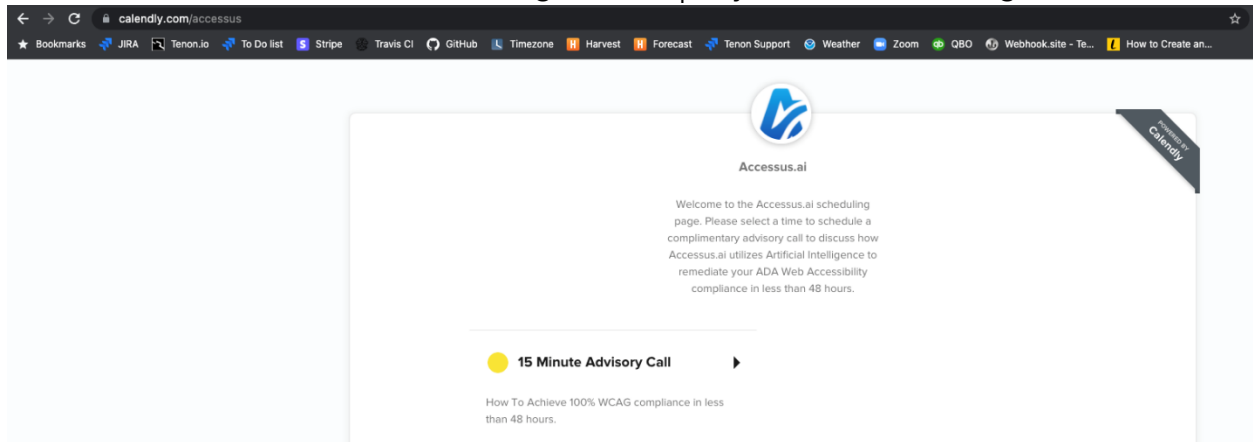 calendly.com/accessus
Bookmarks JIRA Tenon.io To Do list Stripe Travis CI GitHub Timezone Harvest Forecast Tenon Support Weather Zoom QBO Webhook.site - Te... How to Create an...
POWERED BY
Calendly
Accessus.ai
Welcome to the Accessus.ai scheduling
page. Please select a time to schedule a
complimentary advisory call to discuss how
Accessus.ai utilizes Artificial Intelligence to
remediate your ADA Web Accessibility
compliance in less than 48 hours.
15 Minute Advisory Call
How To Achieve 100% WCAG compliance in less
than 48 hours.